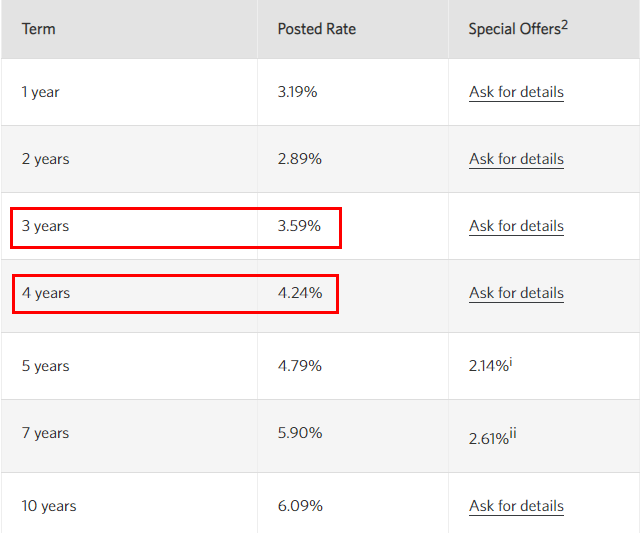 Term Posted Rate Special Offers2
1 year 3.19% Ask for details
2 years 2.89% Ask for details
3 years 3.59% Ask for details
4 years 4.24% Ask for details
5 years 4.79% 2.14%i
7 years 5.90% 2.61%ii
10 years 6.09% Ask for details